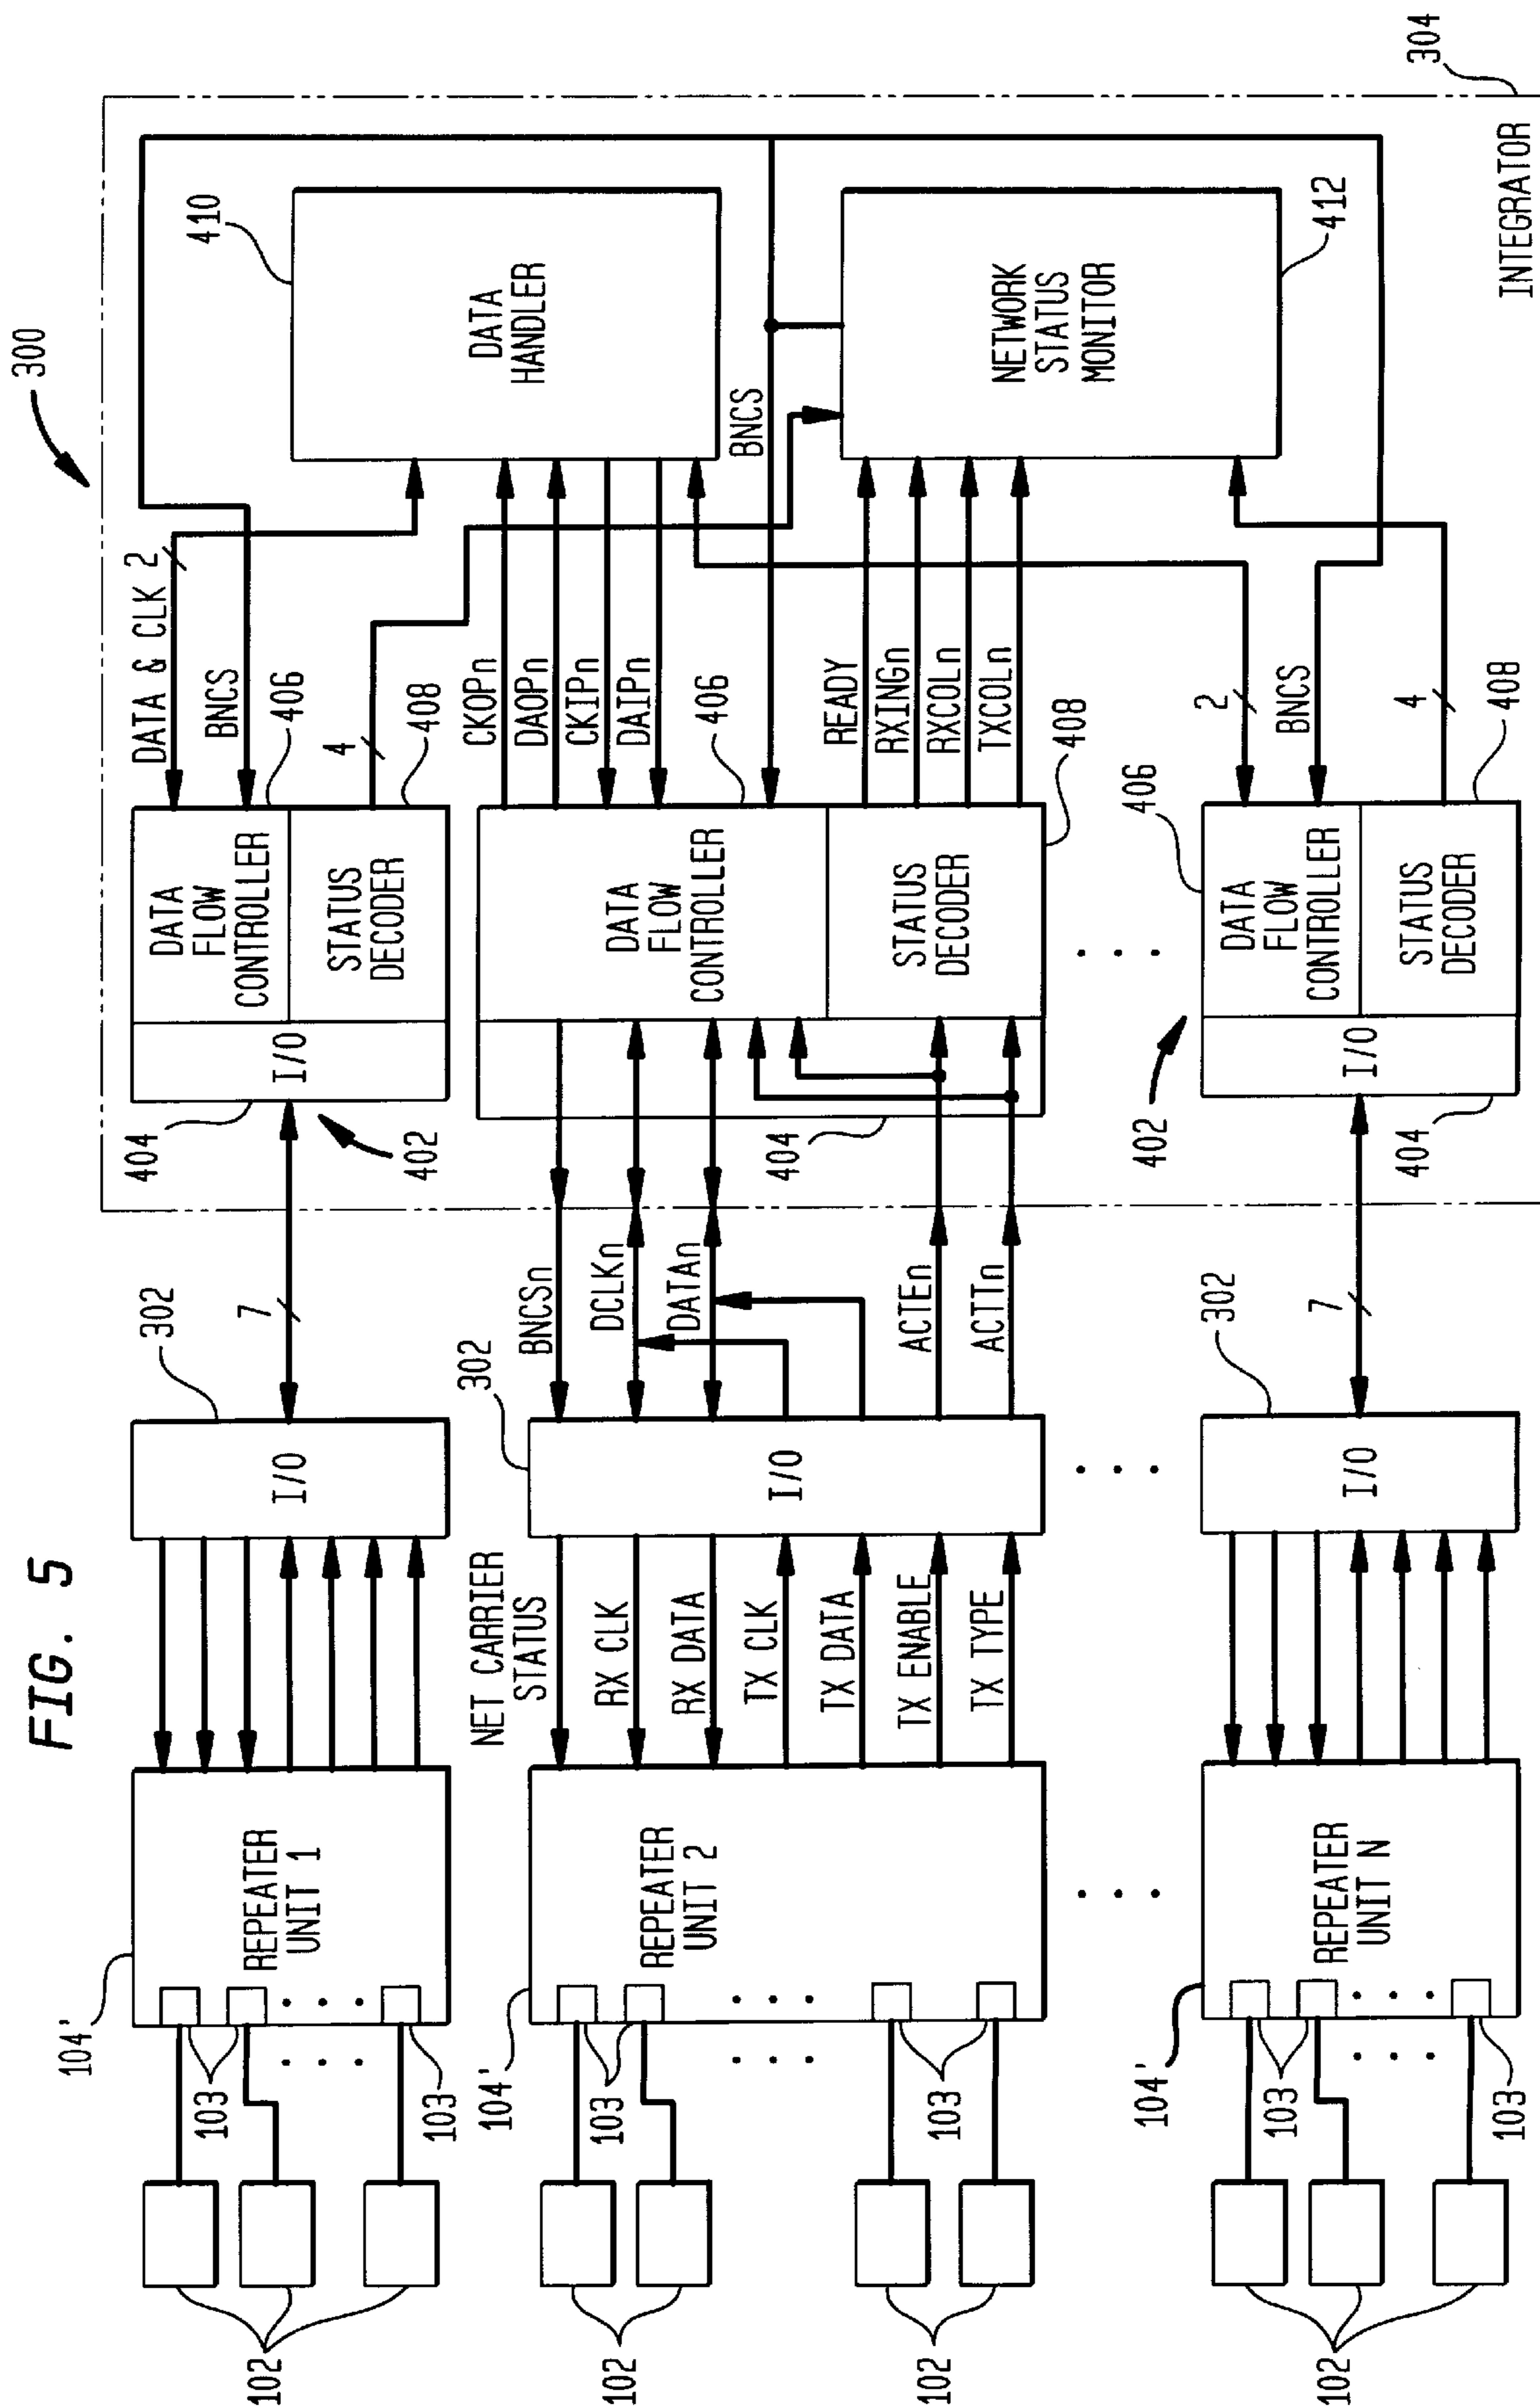 FIG. 5
300
304
INTEGRATOR
102
102
102
102
103
103
103
103
103
103
104'
104'
104'
REPEATER
UNIT 1
REPEATER
UNIT 2
REPEATER
UNIT N
NET CARRIER
STATUS
RX CLK
RX DATA
TX CLK
TX DATA
TX ENABLE
TX TYPE
I/O
I/O
I/O
302
302
302
7
7
BNCSn
DCLKn
DATAn
ACTEn
ACTTn
404
404
404
402
402
I/O
I/O
DATA
FLOW
CONTROLLER
STATUS
DECODER
DATA
FLOW
CONTROLLER
STATUS
DECODER
DATA
FLOW
CONTROLLER
STATUS
DECODER
406
408
406
408
406
408
DATA & CLK 2
BNCS
4
CKOPn
DAOPn
CKIPn
DAIPn
BNCS
READY
RXINGn
RXCOLn
TXCOLn
2
BNCS
4
410
DATA
HANDLER
NETWORK
STATUS
MONITOR
412